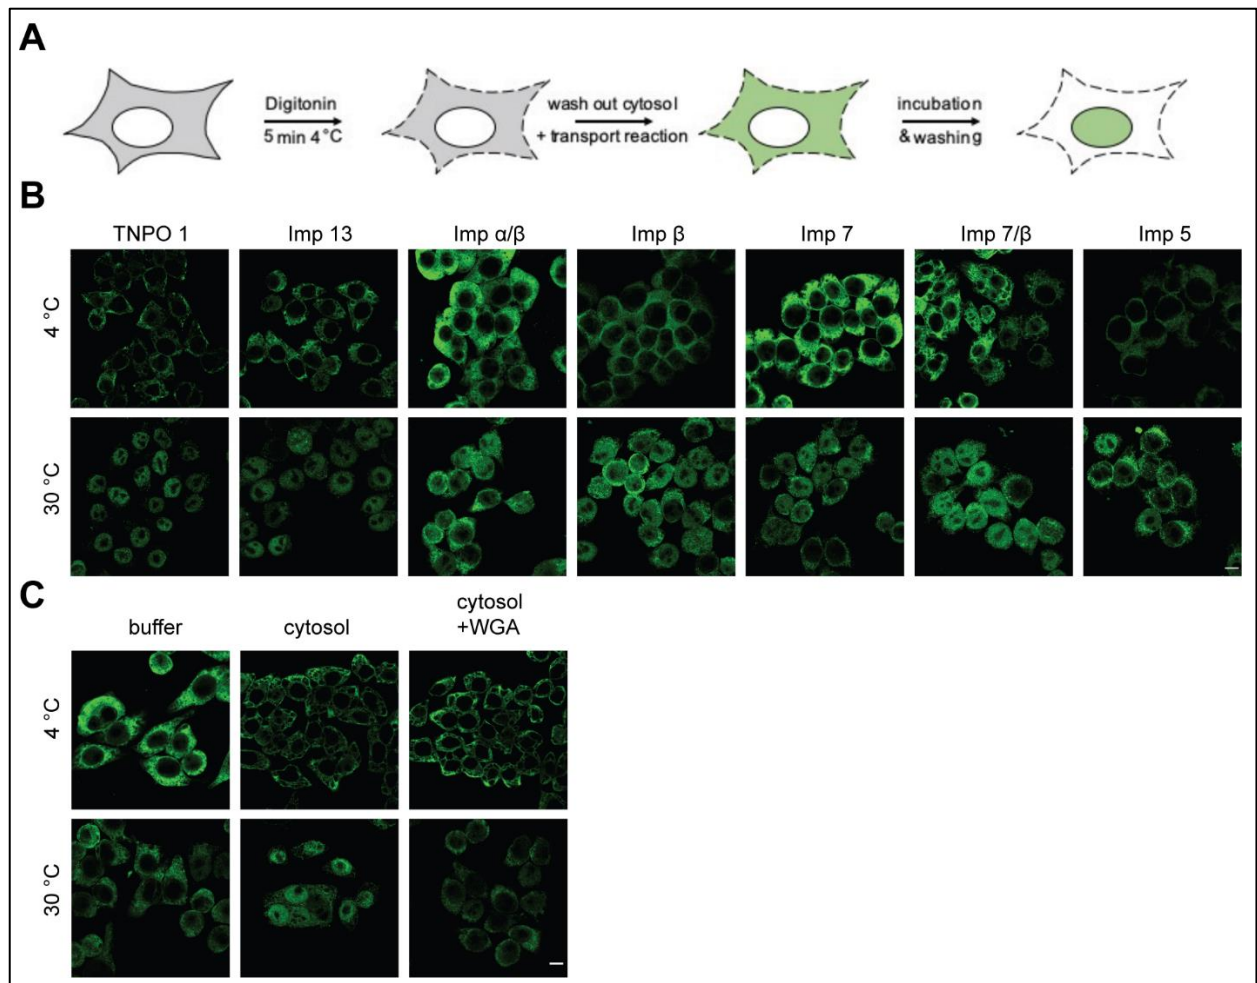 A
Digitonin
5 min 4 °C
wash out cytosol
+ transport reaction
incubation
& washing
B
TNPO 1 Imp 13 Imp α/β Imp β Imp 7 Imp 7/β Imp 5
4 °C
30 °C
C
buffer cytosol cytosol
+WGA
4 °C
30 °C